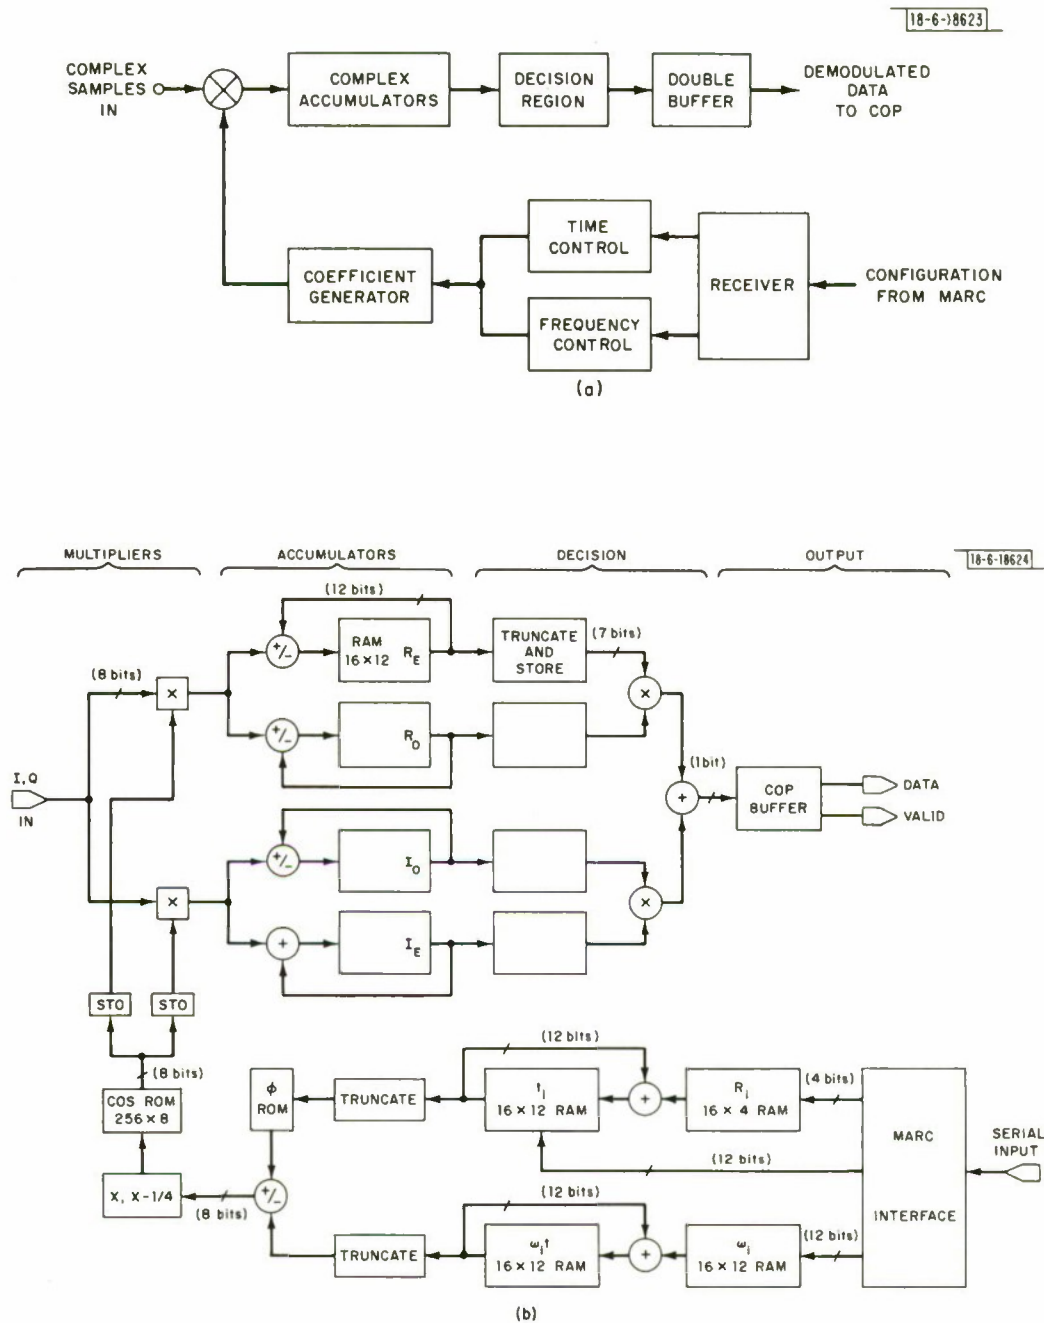 18-6-18623
COMPLEX
SAMPLES
IN
COMPLEX
ACCUMULATORS
DECISION
REGION
DOUBLE
BUFFER
DEMODULATED
DATA
TO COP
COEFFICIENT
GENERATOR
TIME
CONTROL
FREQUENCY
CONTROL
RECEIVER
CONFIGURATION
FROM MARC
(a)
MULTIPLIERS
ACCUMULATORS
DECISION
OUTPUT
18-6-18624
(12 bits)
+/-
RAM
16 × 12
R_E
TRUNCATE
AND
STORE
(7 bits)
×
(8 bits)
×
+/-
R_O
I,Q
IN
(1 bit)
+
COP
BUFFER
DATA
VALID
+/-
I_O
×
×
+
I_E
STO
STO
(8 bits)
COS ROM
256 × 8
X, X-1/4
(8 bits)
+/-
ϕ
ROM
TRUNCATE
(12 bits)
t_i
16 × 12 RAM
+
R_i
16 × 4 RAM
(4 bits)
MARC
INTERFACE
SERIAL
INPUT
(12 bits)
(12 bits)
TRUNCATE
ω_i t
16 × 12 RAM
+
ω_i
16 × 12 RAM
(12 bits)
(b)